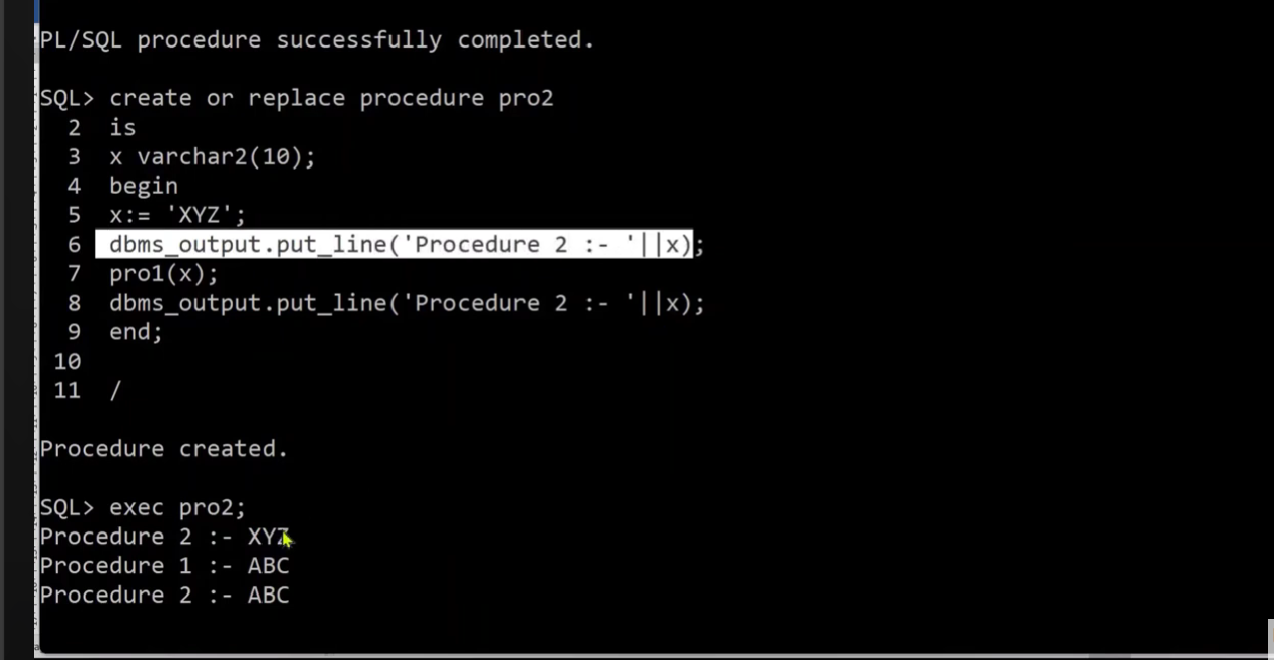 PL/SQL procedure successfully completed.
SQL> create or replace procedure pro2
2 is
3 x varchar2(10);
4 begin
5 x:= 'XYZ';
6 dbms_output.put_line('Procedure 2 :- '||x);
7 pro1(x);
8 dbms_output.put_line('Procedure 2 :- '||x);
9 end;
10
11 /
Procedure created.
SQL> exec pro2;
Procedure 2 :- XYZ
Procedure 1 :- ABC
Procedure 2 :- ABC